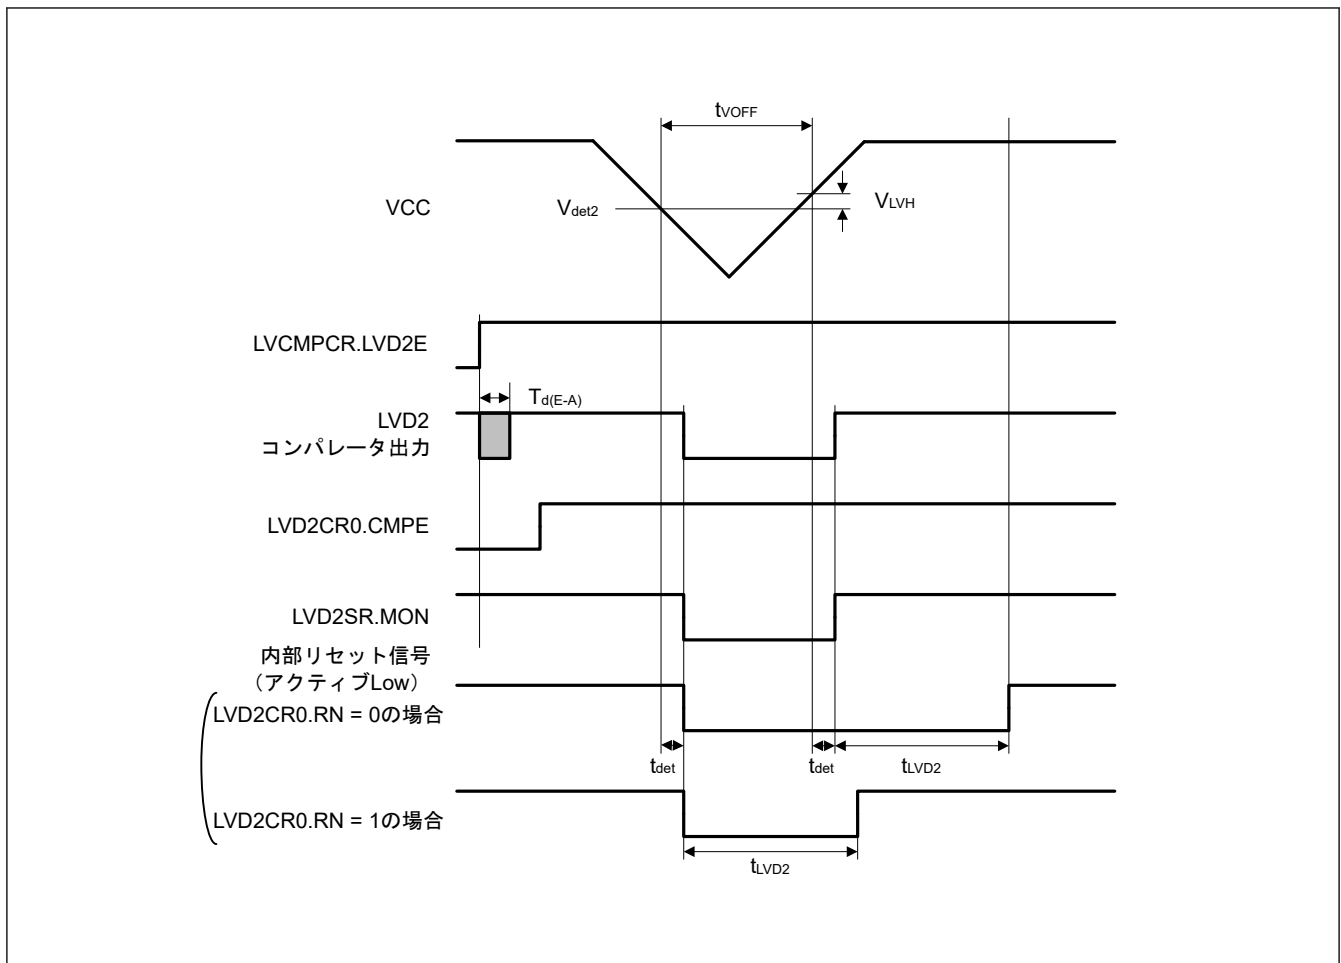 tVOFF
VCC
Vdet2
VLVH
LVCMPCR.LVD2E
Td(E-A)
LVD2
コンパレータ出力
LVD2CR0.CMPE
LVD2SR.MON
内部リセット信号
（アクティブLow）
LVD2CR0.RN = 0の場合
tdet
tdet
tLVD2
LVD2CR0.RN = 1の場合
tLVD2